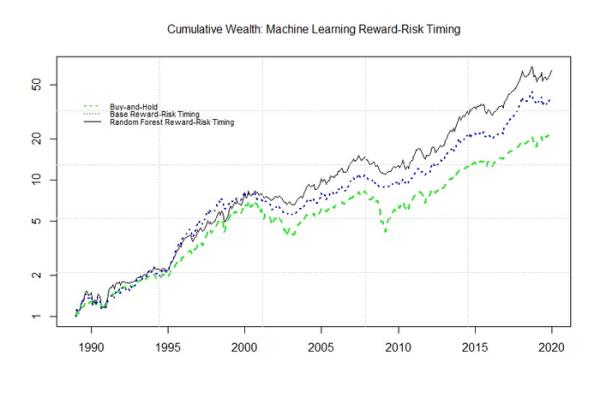 Cumulative Wealth: Machine Learning Reward-Risk Timing
50
20
10
5
2
1
Buy-and-Hold
Base Reward-Risk Timing
Random Forest Reward-Risk Timing
1990 1995 2000 2005 2010 2015 2020